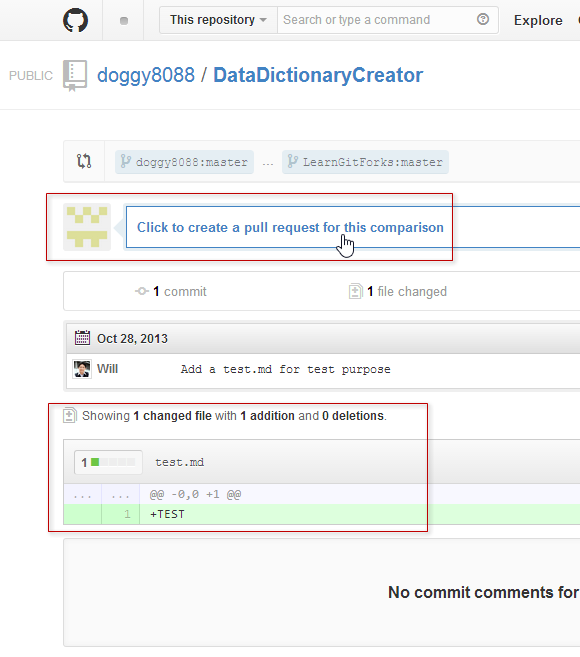 This repository Search or type a command Explore
PUBLIC doggy8088 / DataDictionaryCreator
doggy8088:master ... LearnGitForks:master
Click to create a pull request for this comparison
1 commit 1 file changed
Oct 28, 2013
Will Add a test.md for test purpose
Showing 1 changed file with 1 addition and 0 deletions.
1 test.md
... ... @@ -0,0 +1 @@
1 +TEST
No commit comments for